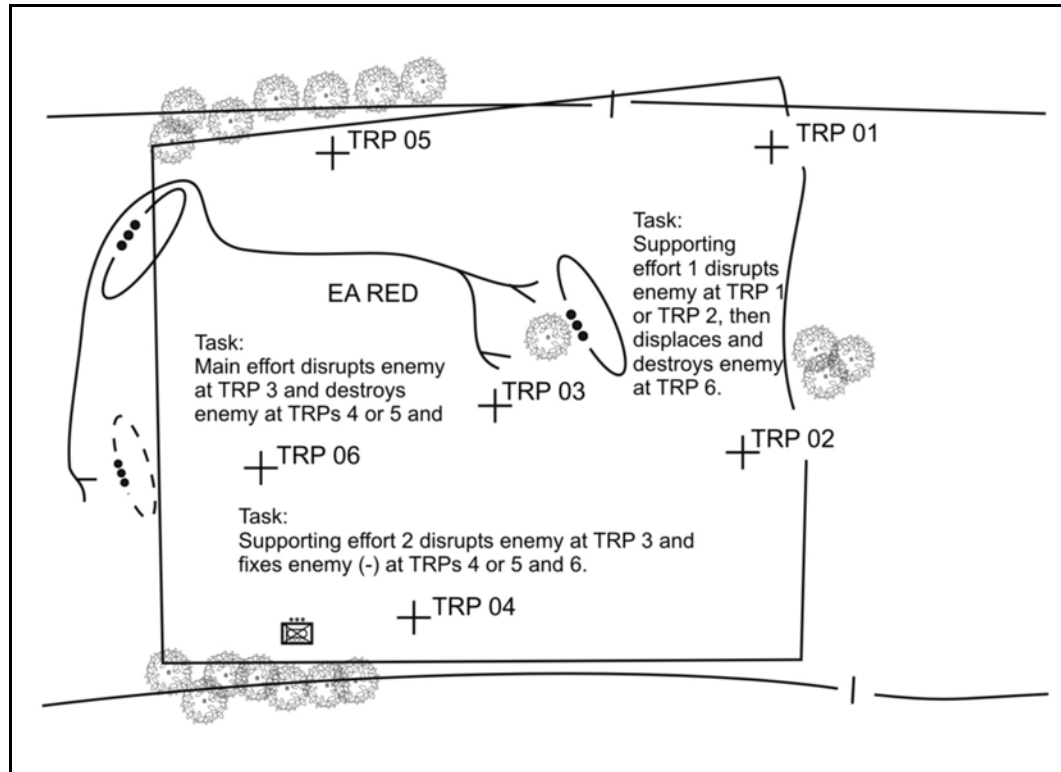 TRP 05
TRP 01
Task:
Supporting
effort 1 disrupts
enemy at TRP 1
or TRP 2, then
displaces and
destroys enemy
at TRP 6.
EA RED
Task:
Main effort disrupts enemy
at TRP 3 and destroys
enemy at TRPs 4 or 5 and
TRP 03
TRP 02
TRP 06
Task:
Supporting effort 2 disrupts enemy at TRP 3 and
fixes enemy (-) at TRPs 4 or 5 and 6.
TRP 04